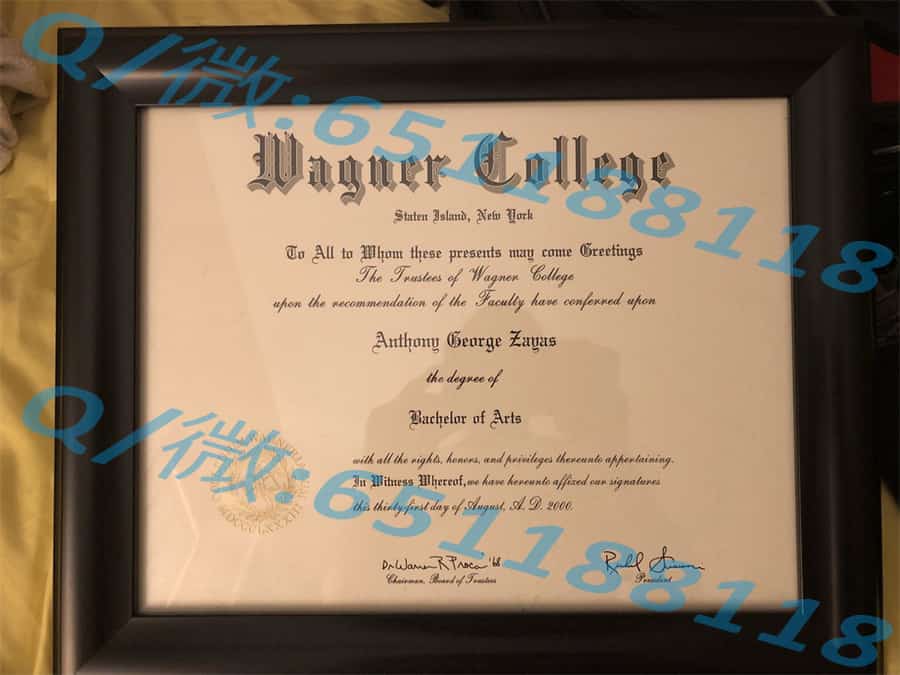 Q/微:651188118
Wagner College
Staten Island, New York
To All to Whom these presents may come Greetings
The Trustees of Wagner College
upon the recommendation of the Faculty have conferred upon
Anthony George Zayas
the degree of
Bachelor of Arts
Q/微:651188118
with all the rights, honors, and privileges thereunto appertaining.
In Witness Whereof, we have hereunto affixed our signatures
this thirty-first day of August, A. D. 2000.
Chairman, Board of Trustees
President